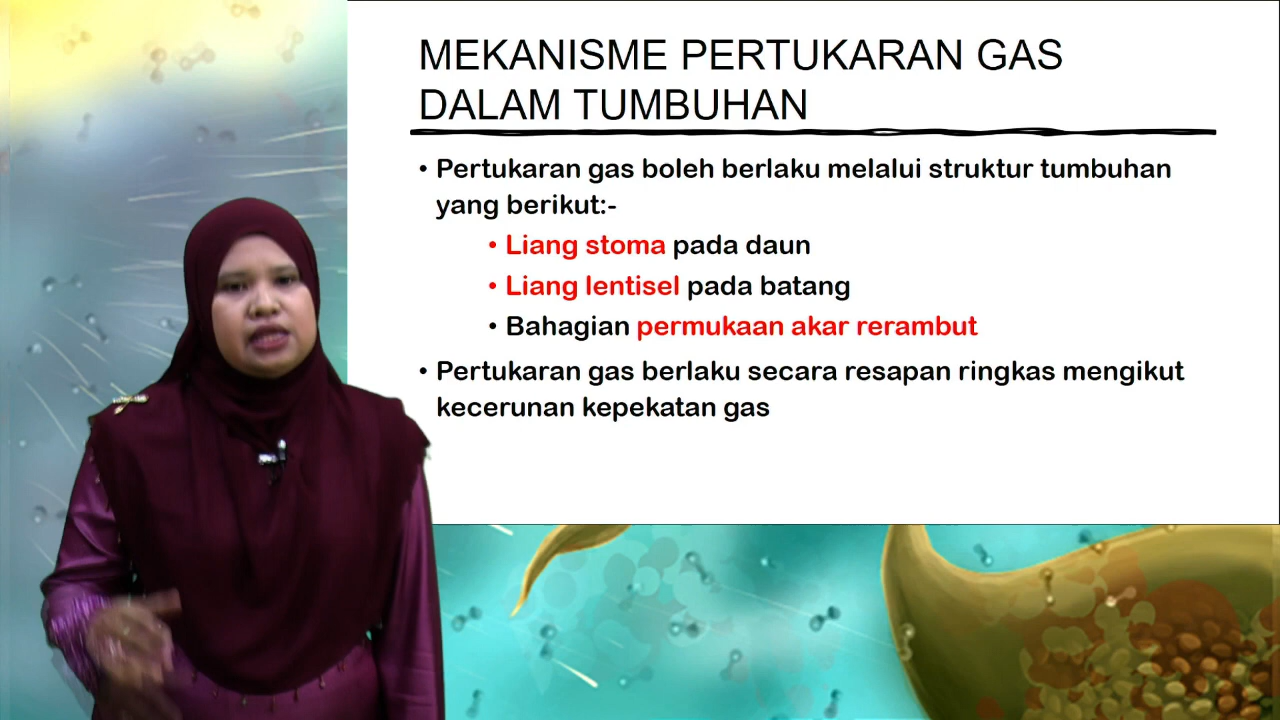 MEKANISME PERTUKARAN GAS
DALAM TUMBUHAN
• Pertukaran gas boleh berlaku melalui struktur tumbuhan
yang berikut:-
• Liang stoma pada daun
• Liang lentisel pada batang
• Bahagian permukaan akar rerambut
• Pertukaran gas berlaku secara resapan ringkas mengikut
kecerunan kepekatan gas